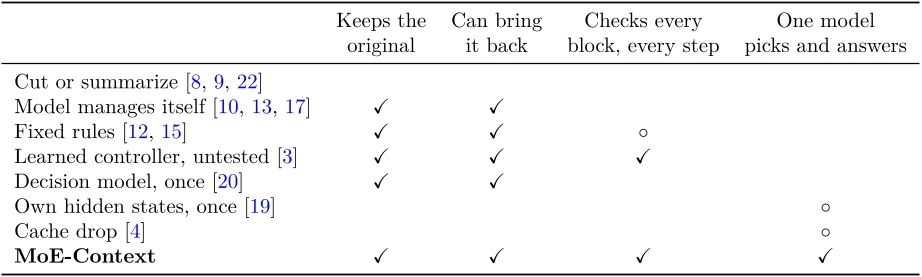 Keeps the Can bring Checks every One model
original it back block, every step picks and answers
Cut or summarize [8, 9, 22]
Model manages itself [10, 13, 17] ✓ ✓
Fixed rules [12, 15] ✓ ✓ ○
Learned controller, untested [3] ✓ ✓ ✓
Decision model, once [20] ✓ ✓
Own hidden states, once [19] ○
Cache drop [4] ○
MoE-Context ✓ ✓ ✓ ✓